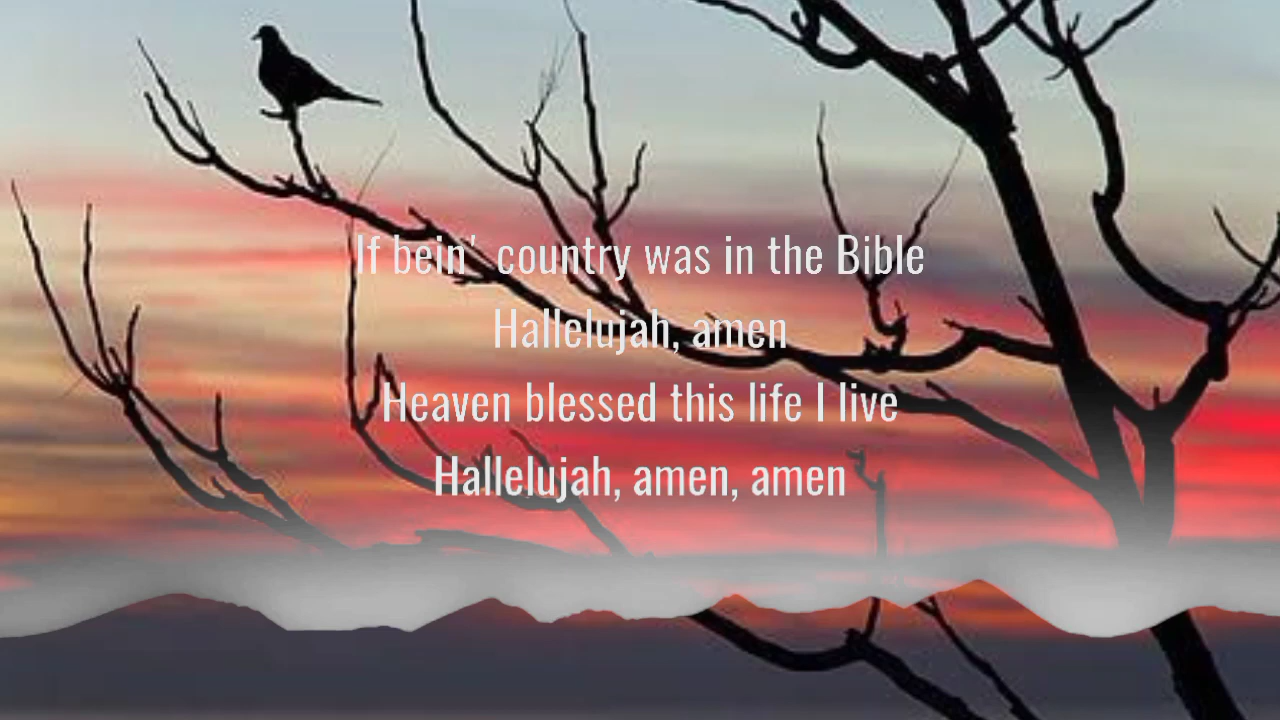 If bein' country was in the Bible
Hallelujah, amen
Heaven blessed this life I live
Hallelujah, amen, amen